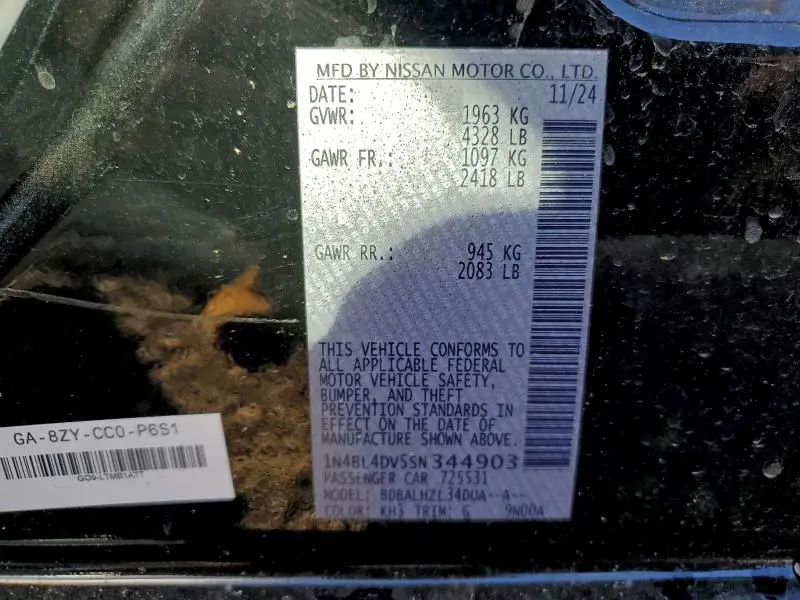 MFD BY NISSAN MOTOR CO., LTD.
DATE: 11/24
GVWR: 1963 KG
4328 LB
GAWR FR.: 1097 KG
2418 LB
GAWR RR.: 945 KG
2083 LB
THIS VEHICLE CONFORMS TO
ALL APPLICABLE FEDERAL
MOTOR VEHICLE SAFETY,
BUMPER, AND THEFT
PREVENTION STANDARDS IN
EFFECT ON THE DATE OF
MANUFACTURE SHOWN ABOVE.
1N4BL4DV5SN344903
PASSENGER CAR 725531
MODEL: BDBALHZL34DUA--A--
COLOR: KH3 TRIM: G 9N00A
GA-8ZY-CC0-P6S1
GO9-LTMB1A77